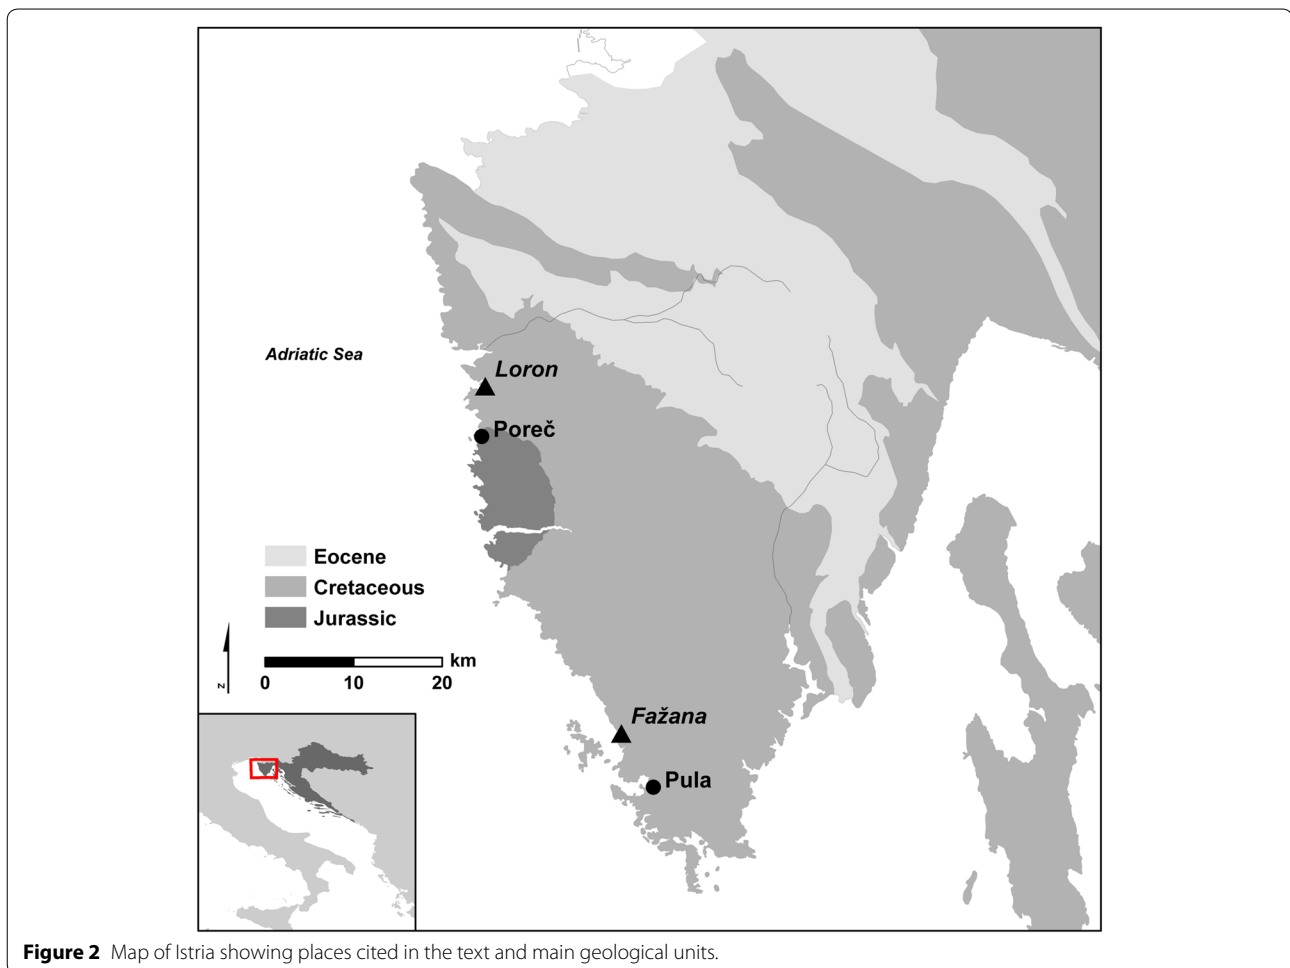 Adriatic Sea
Loron
Poreč
Eocene
Cretaceous
Jurassic
km
0 10 20
N
Fažana
Pula
Figure 2 Map of Istria showing places cited in the text and main geological units.